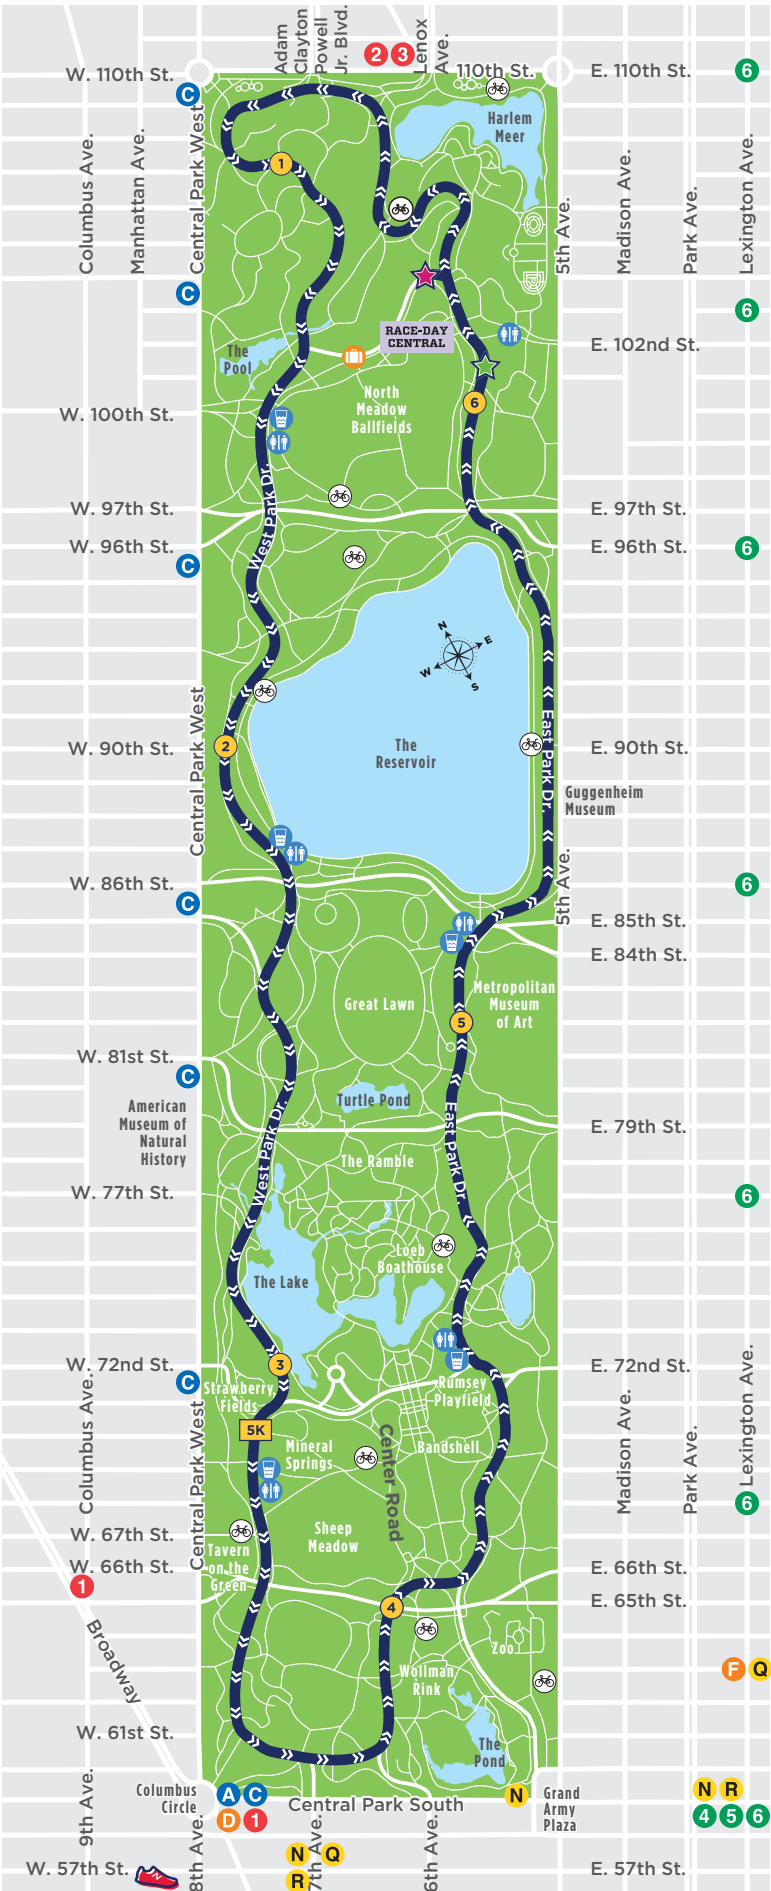 Adam
Clayton
Powell
Jr. Blvd.
2 3
Lenox
Ave.
W. 110th St.
110th St.
E. 110th St.
6
C
Harlem
Meer
Columbus Ave.
Manhattan Ave.
Central Park West
1
5th Ave.
Madison Ave.
Park Ave.
Lexington Ave.
C
6
RACE-DAY
CENTRAL
E. 102nd St.
The
Pool
North
Meadow
Ballfields
6
W. 100th St.
West Park Dr.
W. 97th St.
E. 97th St.
W. 96th St.
E. 96th St.
6
C
N
E
W
S
Central Park West
2
W. 90th St.
The
Reservoir
East Park Dr.
E. 90th St.
Guggenheim
Museum
5th Ave.
W. 86th St.
6
C
E. 85th St.
E. 84th St.
Great Lawn
Metropolitan
Museum
of Art
5
W. 81st St.
C
American
Museum of
Natural
History
Turtle Pond
West Park Dr.
East Park Dr.
E. 79th St.
The Ramble
W. 77th St.
6
Loeb
Boathouse
The Lake
W. 72nd St.
3
E. 72nd St.
C
Strawberry
Fields
Rumsey
Playfield
Columbus Ave.
Central Park West
5K
Mineral
Springs
Center Road
Bandshell
Madison Ave.
Park Ave.
Lexington Ave.
6
W. 67th St.
Sheep
Meadow
Tavern
on the
Green
W. 66th St.
E. 66th St.
1
4
E. 65th St.
Broadway
Zoo
F Q
Wollman
Rink
W. 61st St.
The
Pond
Columbus
Circle
A C
D 1
Central Park South
N
Grand
Army
Plaza
N R
4 5 6
9th Ave.
8th Ave.
N Q
R
7th Ave.
6th Ave.
W. 57th St.
E. 57th St.